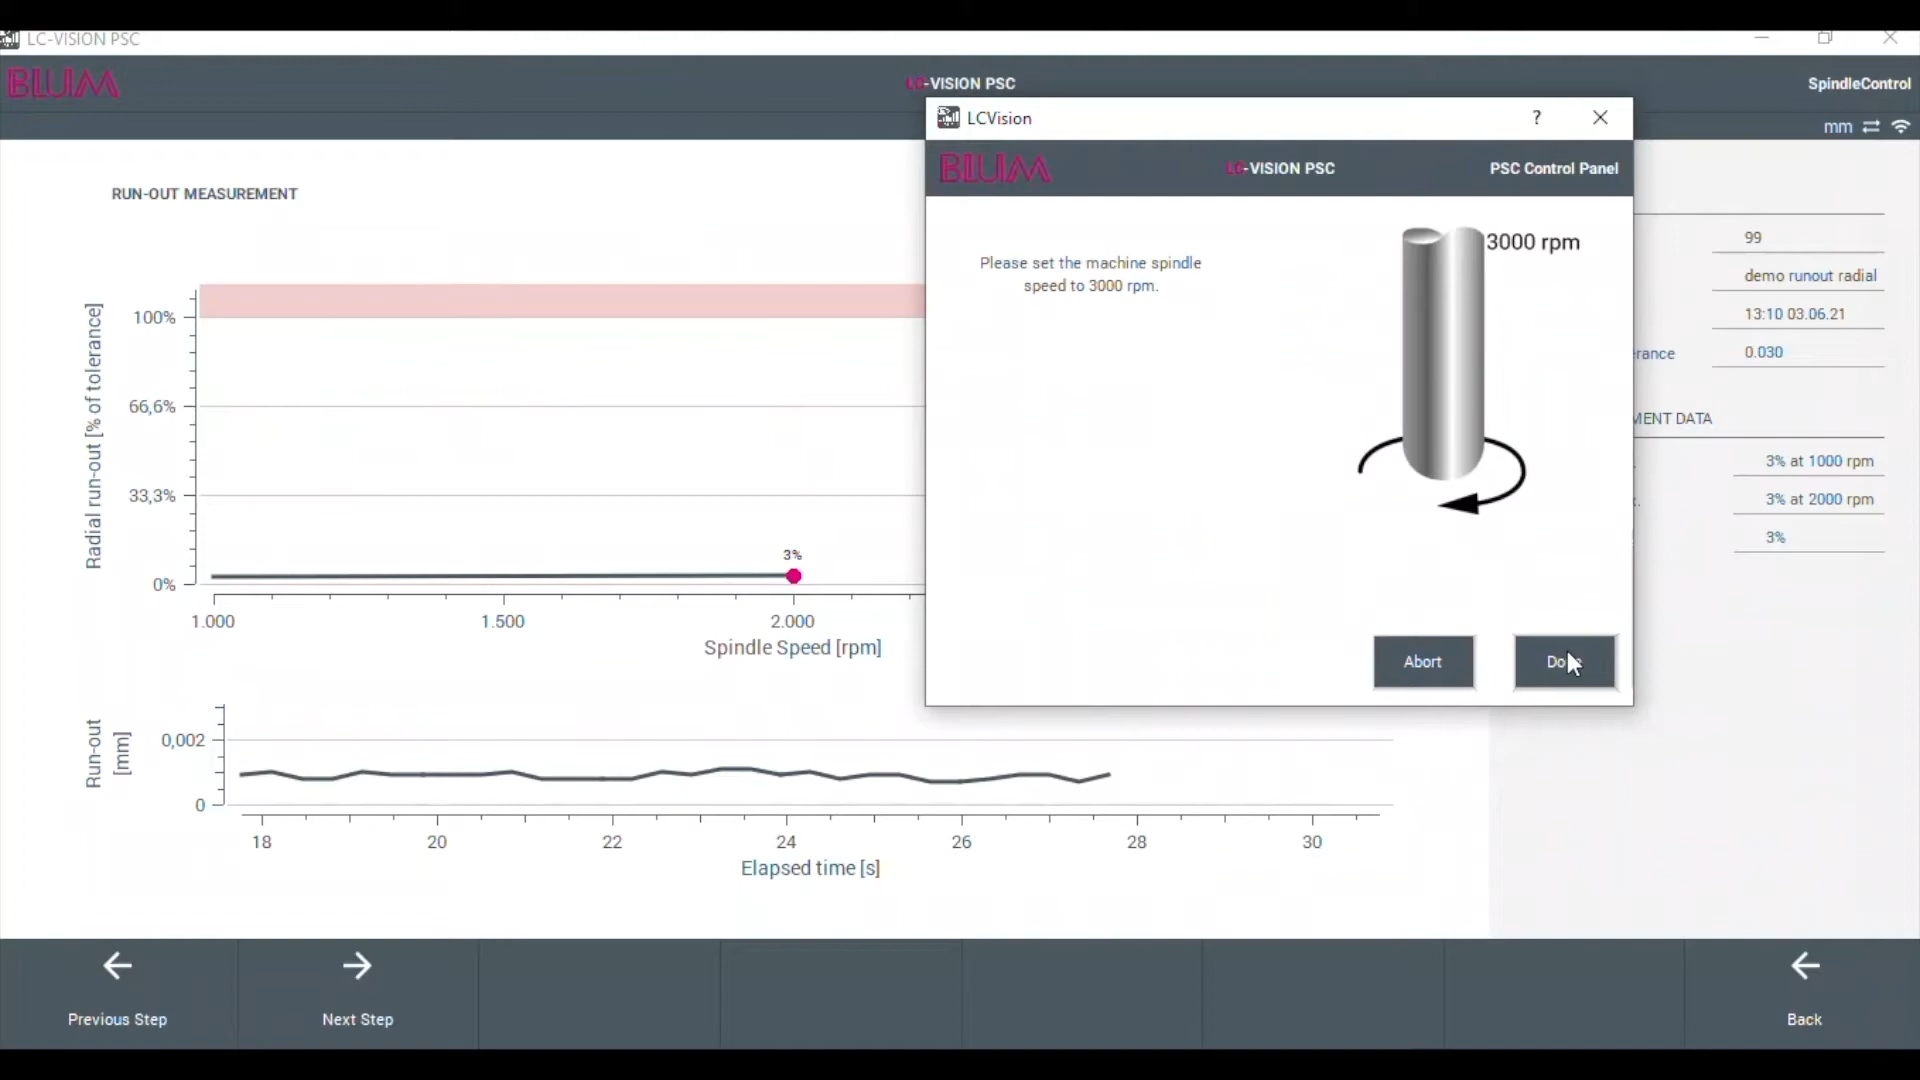 LC-VISION PSC
BLUM
LC-VISION PSC
SpindleControl
mm
RUN-OUT MEASUREMENT
Radial run-out [% of tolerance]
100%
66,6%
33,3%
0%
3%
1.000
1.500
2.000
Spindle Speed [rpm]
Run-out
[mm]
0,002
0
18
20
22
24
26
28
30
Elapsed time [s]
LCVision
?
BLUM
LC-VISION PSC
PSC Control Panel
Please set the machine spindle
speed to 3000 rpm.
3000 rpm
Abort
99
demo runout radial
13:10 03.06.21
0.030
DATA
3% at 1000 rpm
3% at 2000 rpm
3%
Previous Step
Next Step
Back